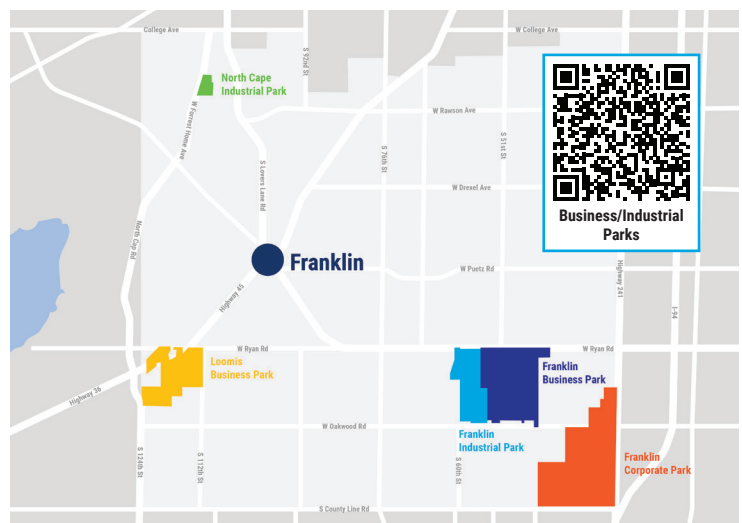 College Ave
W College Ave
S 92nd St
North Cape
Industrial Park
W Forrest Home Ave
W Rawson Ave
S 76th St
S 51st St
S Lovers Lane Rd
W Drexel Ave
Business/Industrial
Parks
North Cap Rd
Franklin
Highway 45
W Puetz Rd
Highway 241
I-94
W Ryan Rd
W Ryan Rd
Loomis
Business Park
Franklin
Business Park
Highway 36
W Oakwood Rd
Franklin
Industrial Park
S 124th St
S 112th St
S 60th St
Franklin
Corporate Park
S County Line Rd